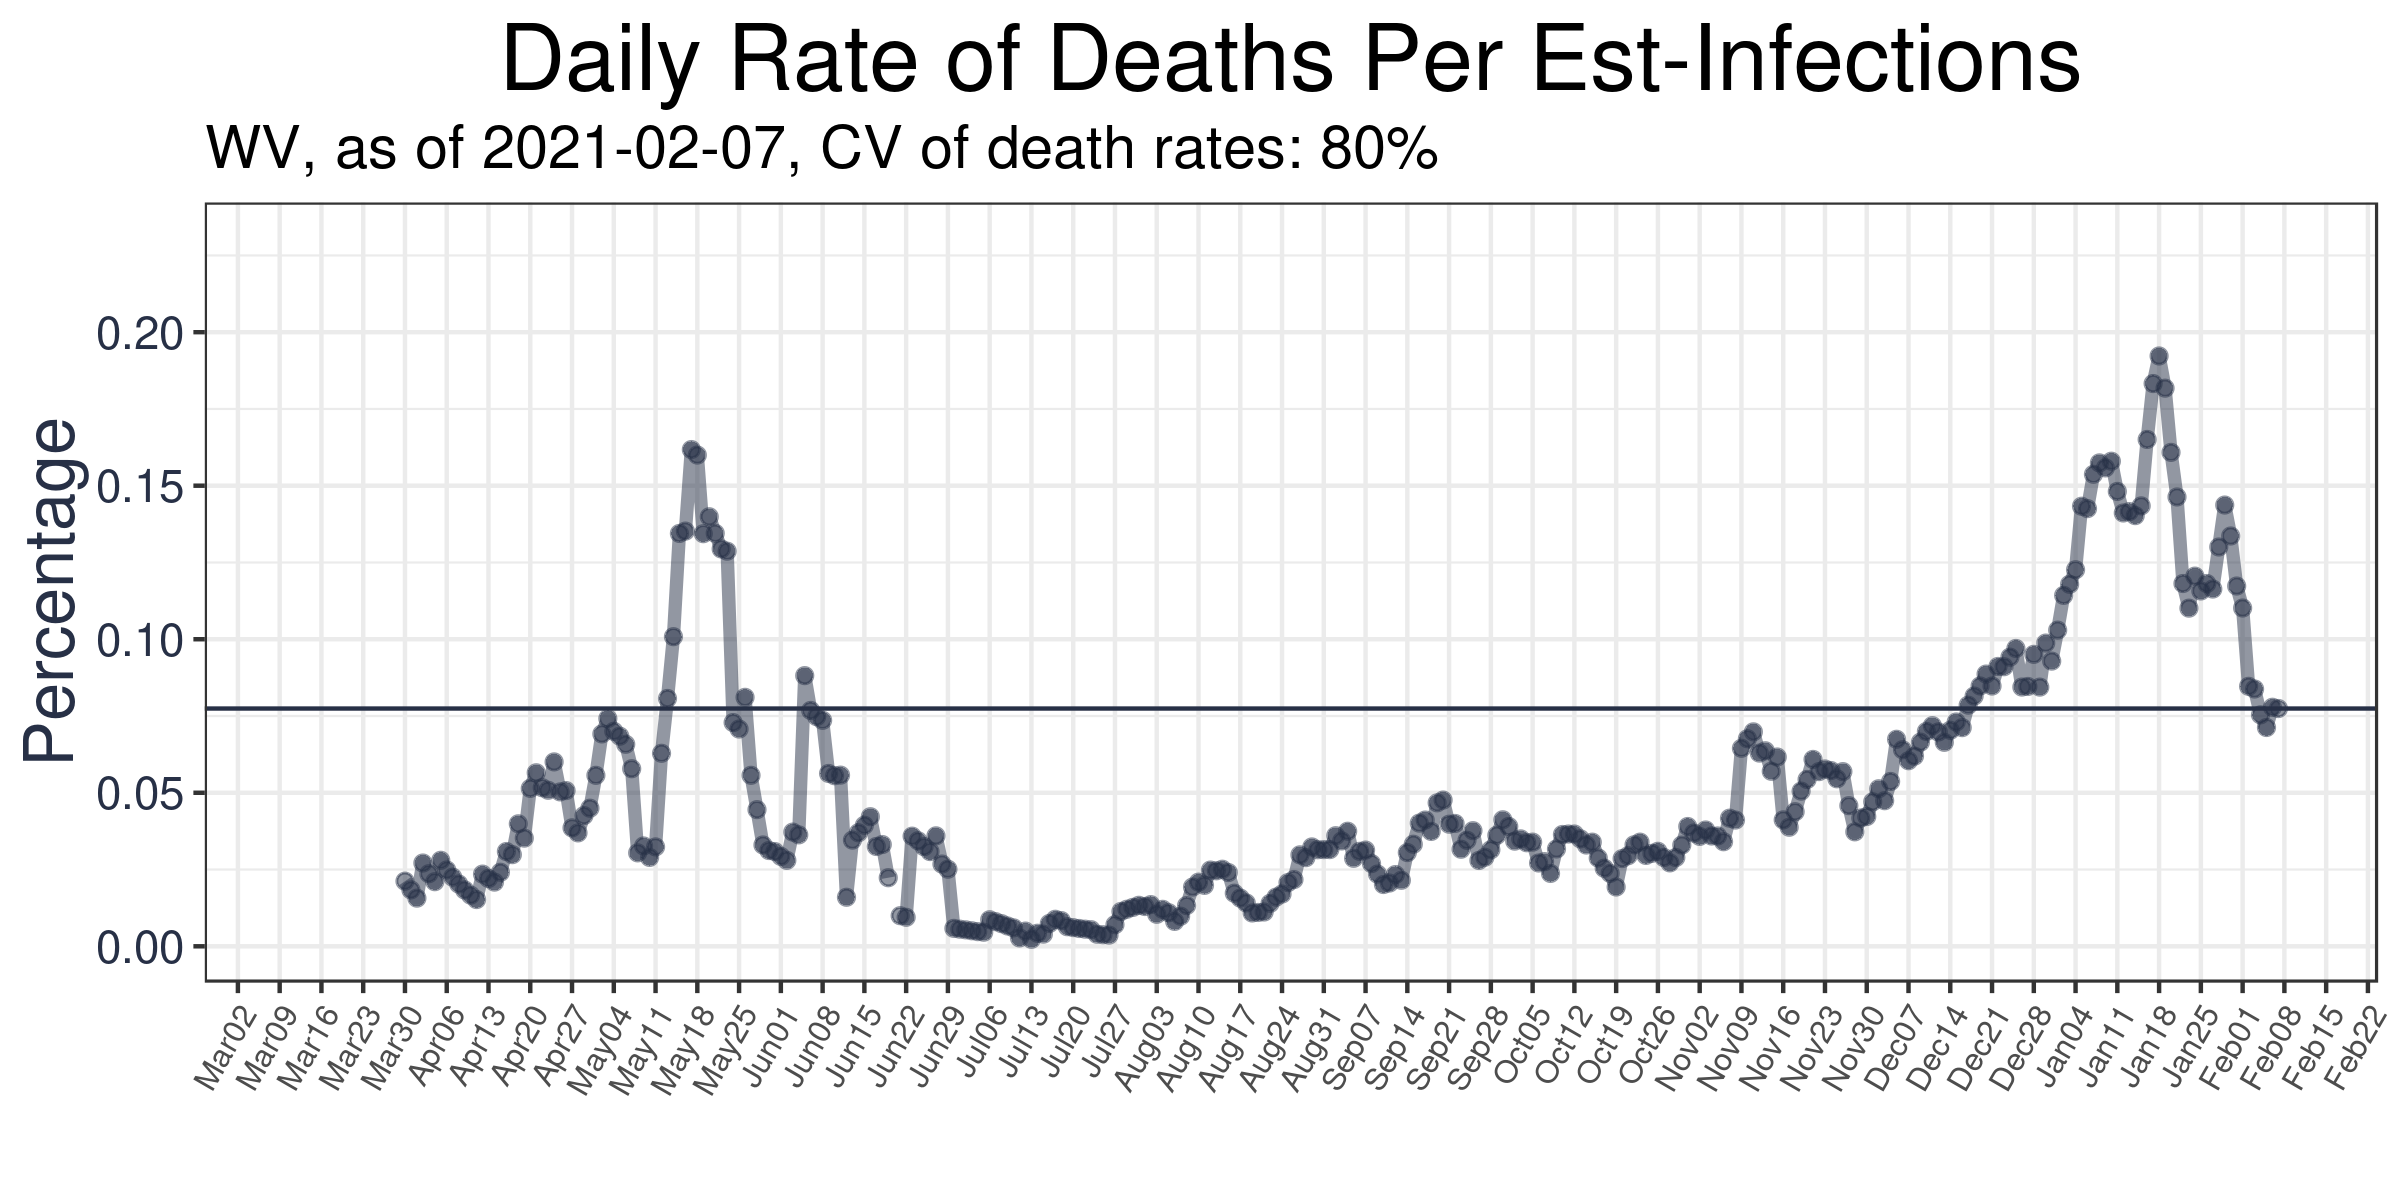 Daily Rate of Deaths Per Est-Infections
WV, as of 2021-02-07, CV of death rates: 80%
Percentage
0.20
0.15
0.10
0.05
0.00
Mar02 Mar09 Mar16 Mar23 Mar30 Apr06 Apr13 Apr20 Apr27 May04 May11 May18 May25 Jun01 Jun08 Jun15 Jun22 Jun29 Jul06 Jul13 Jul20 Jul27 Aug03 Aug10 Aug17 Aug24 Aug31 Sep07 Sep14 Sep21 Sep28 Oct05 Oct12 Oct19 Oct26 Nov02 Nov09 Nov16 Nov23 Nov30 Dec07 Dec14 Dec21 Dec28 Jan04 Jan11 Jan18 Jan25 Feb01 Feb08 Feb15 Feb22